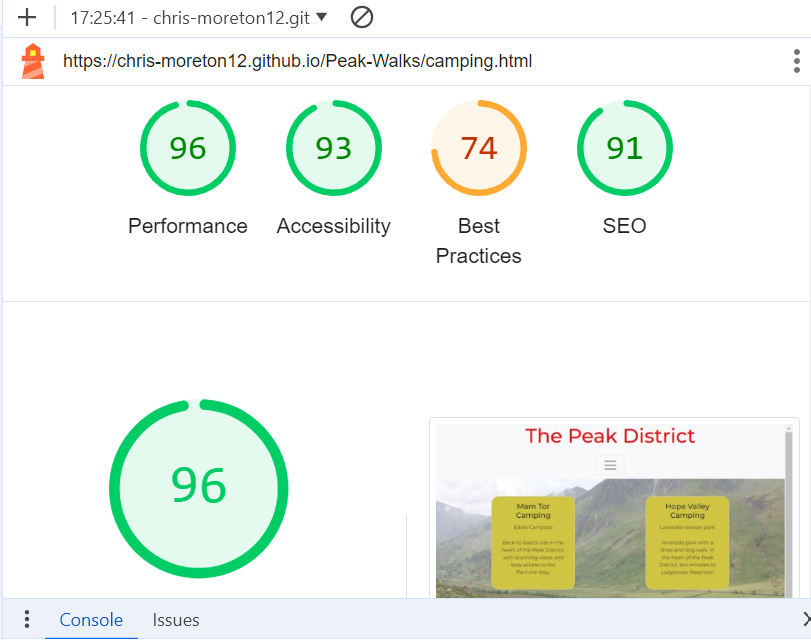 17:25:41 - chris-moreton12.git
https://chris-moreton12.github.io/Peak-Walks/camping.html
96
93
74
91
Performance
Accessibility
Best
Practices
SEO
96
The Peak District
Mam Tor
Camping
Edale Campsite
Back-to-basics site in the
heart of the Peak District,
with stunning views and
easy access to the
Pennine Way.
Hope Valley
Camping
Laneside caravan park
Riverside park with a
shop and dog walk. In
the heart of the Peak
District, ten minutes to
Ladybower Reservoir!
Console
Issues